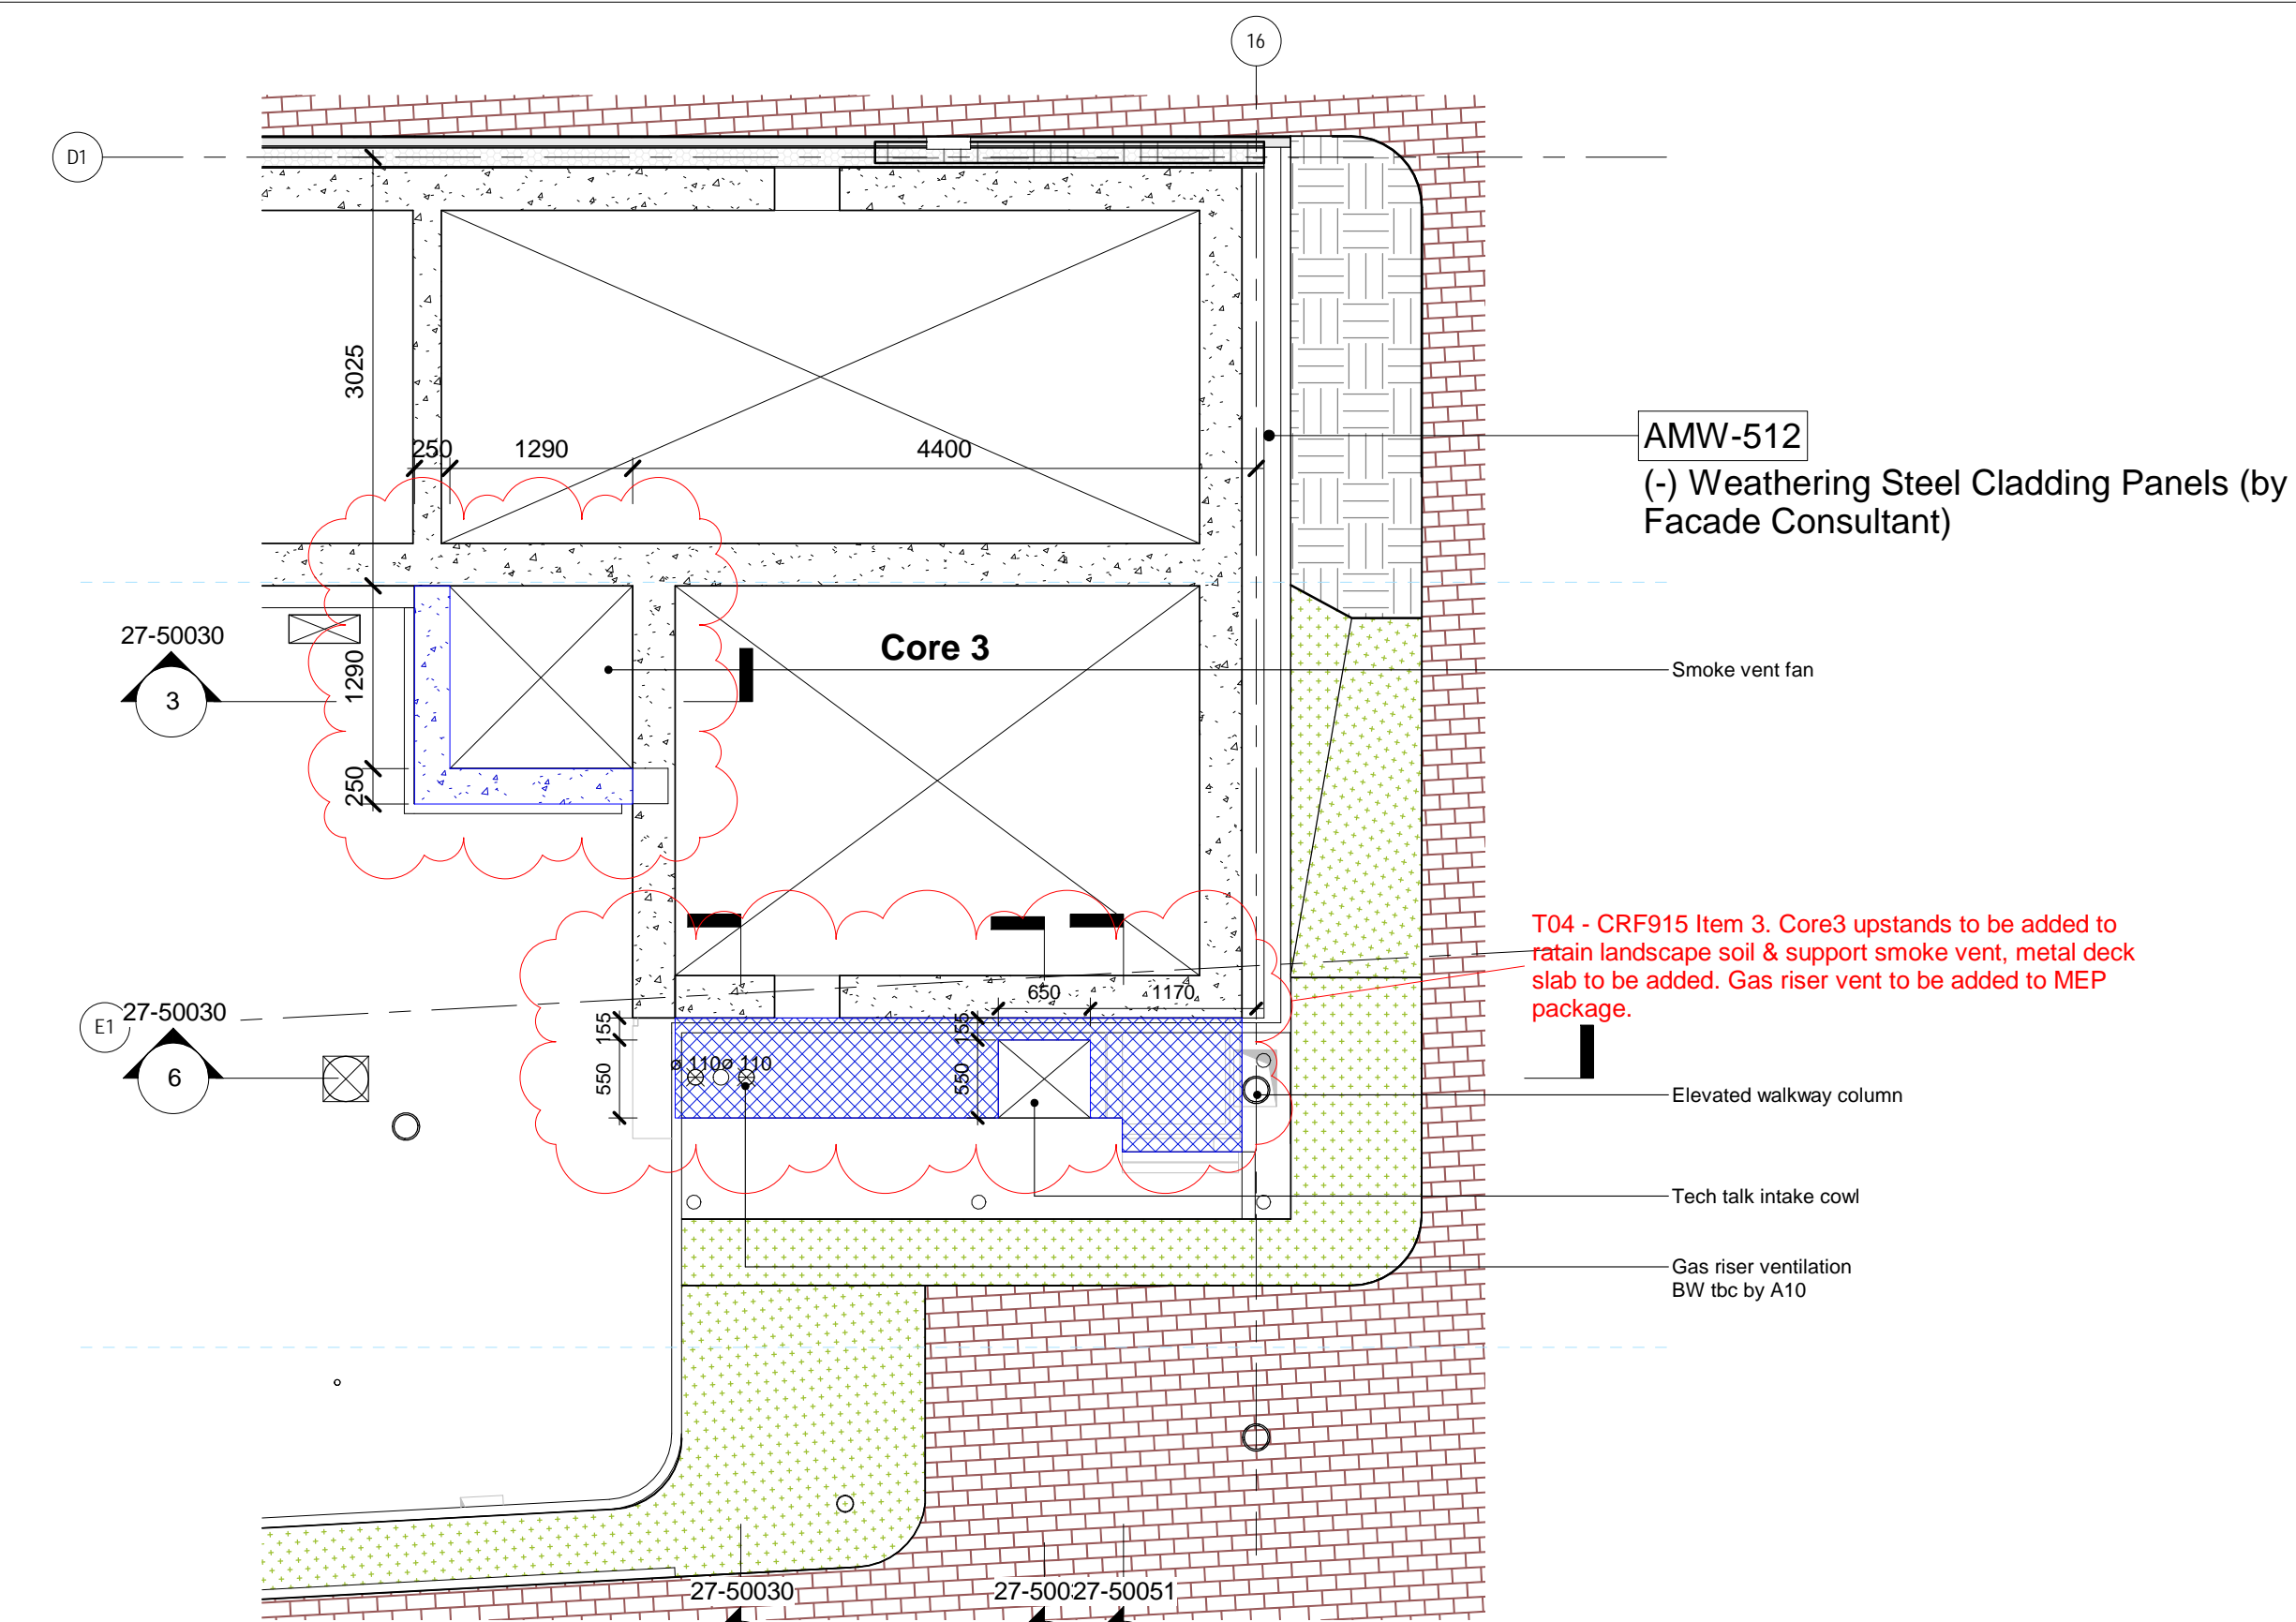 16
D1
3025
250
1290
4400
AMW-512
(-) Weathering Steel Cladding Panels (by
Facade Consultant)
27-50030
3
1290
250
Core 3
Smoke vent fan
T04 - CRF915 Item 3. Core3 upstands to be added to
ratain landscape soil & support smoke vent, metal deck
slab to be added. Gas riser vent to be added to MEP
package.
E1
27-50030
6
650
1170
155
155
550
550
ø 110
ø 110
Elevated walkway column
Tech talk intake cowl
Gas riser ventilation
BW tbc by A10
27-50030
27-500
27-50051